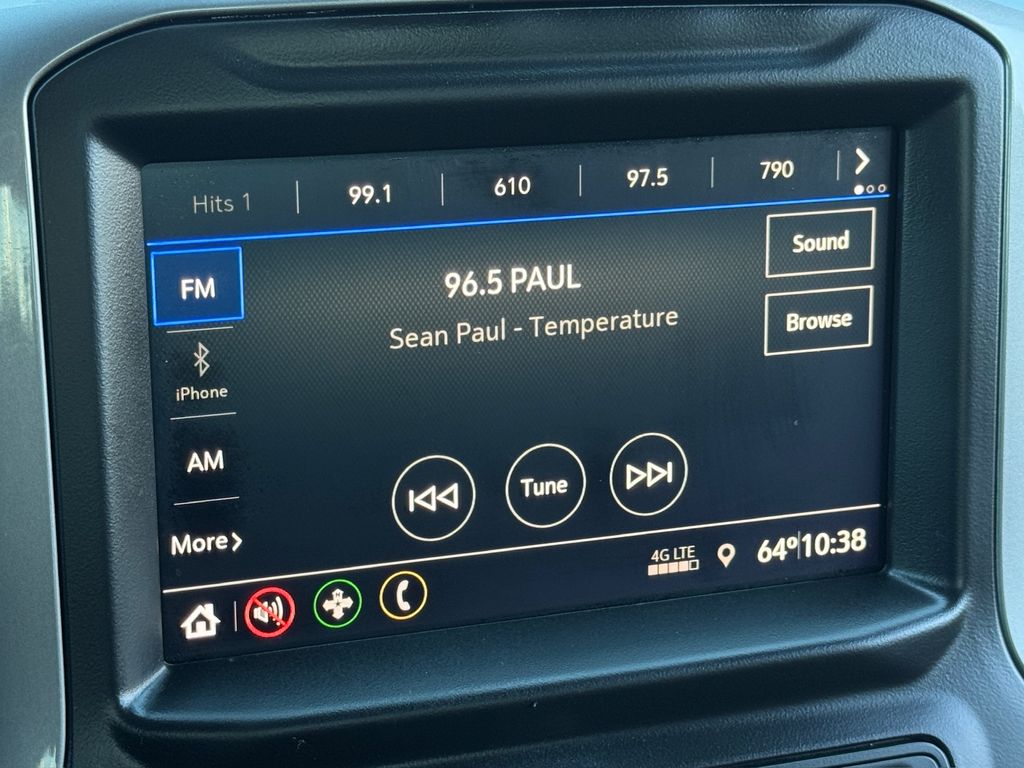 Hits 1 99.1 610 97.5 790
Sound
FM
96.5 PAUL
Sean Paul - Temperature
Browse
iPhone
AM
Tune
More
4G LTE
64° 10:38